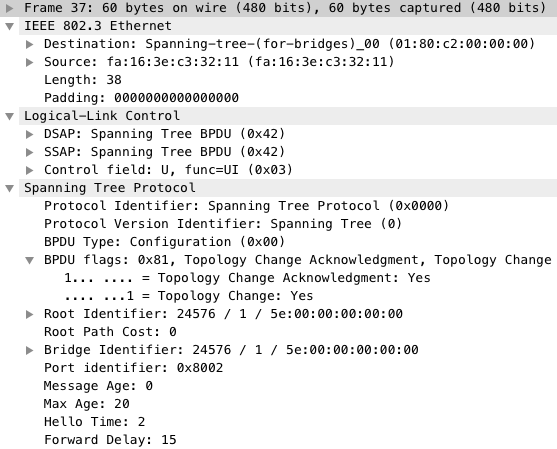 Frame 37: 60 bytes on wire (480 bits), 60 bytes captured (480 bits)
IEEE 802.3 Ethernet
Destination: Spanning-tree-(for-bridges)_00 (01:80:c2:00:00:00)
Source: fa:16:3e:c3:32:11 (fa:16:3e:c3:32:11)
Length: 38
Padding: 0000000000000000
Logical-Link Control
DSAP: Spanning Tree BPDU (0x42)
SSAP: Spanning Tree BPDU (0x42)
Control field: U, func=UI (0x03)
Spanning Tree Protocol
Protocol Identifier: Spanning Tree Protocol (0x0000)
Protocol Version Identifier: Spanning Tree (0)
BPDU Type: Configuration (0x00)
BPDU flags: 0x81, Topology Change Acknowledgment, Topology Change
1... .... = Topology Change Acknowledgment: Yes
.... ...1 = Topology Change: Yes
Root Identifier: 24576 / 1 / 5e:00:00:00:00:00
Root Path Cost: 0
Bridge Identifier: 24576 / 1 / 5e:00:00:00:00:00
Port identifier: 0x8002
Message Age: 0
Max Age: 20
Hello Time: 2
Forward Delay: 15